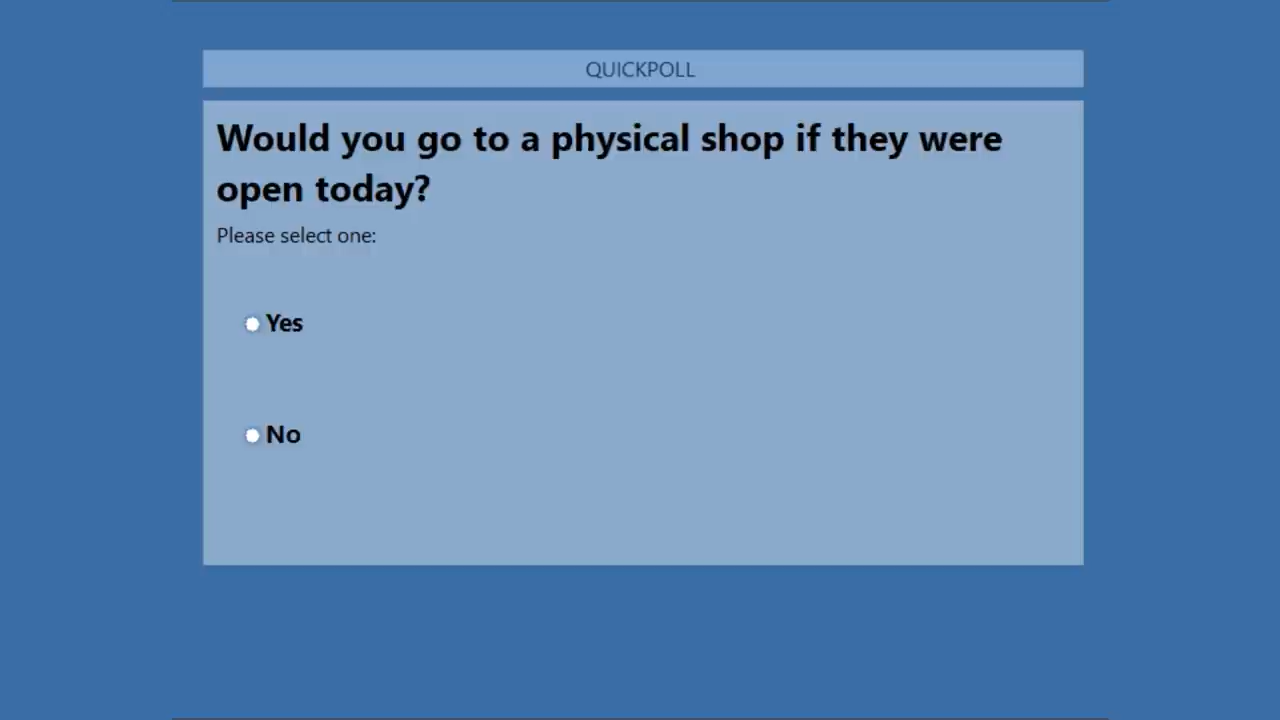 QUICKPOLL
Would you go to a physical shop if they were
open today?
Please select one:
Yes
No